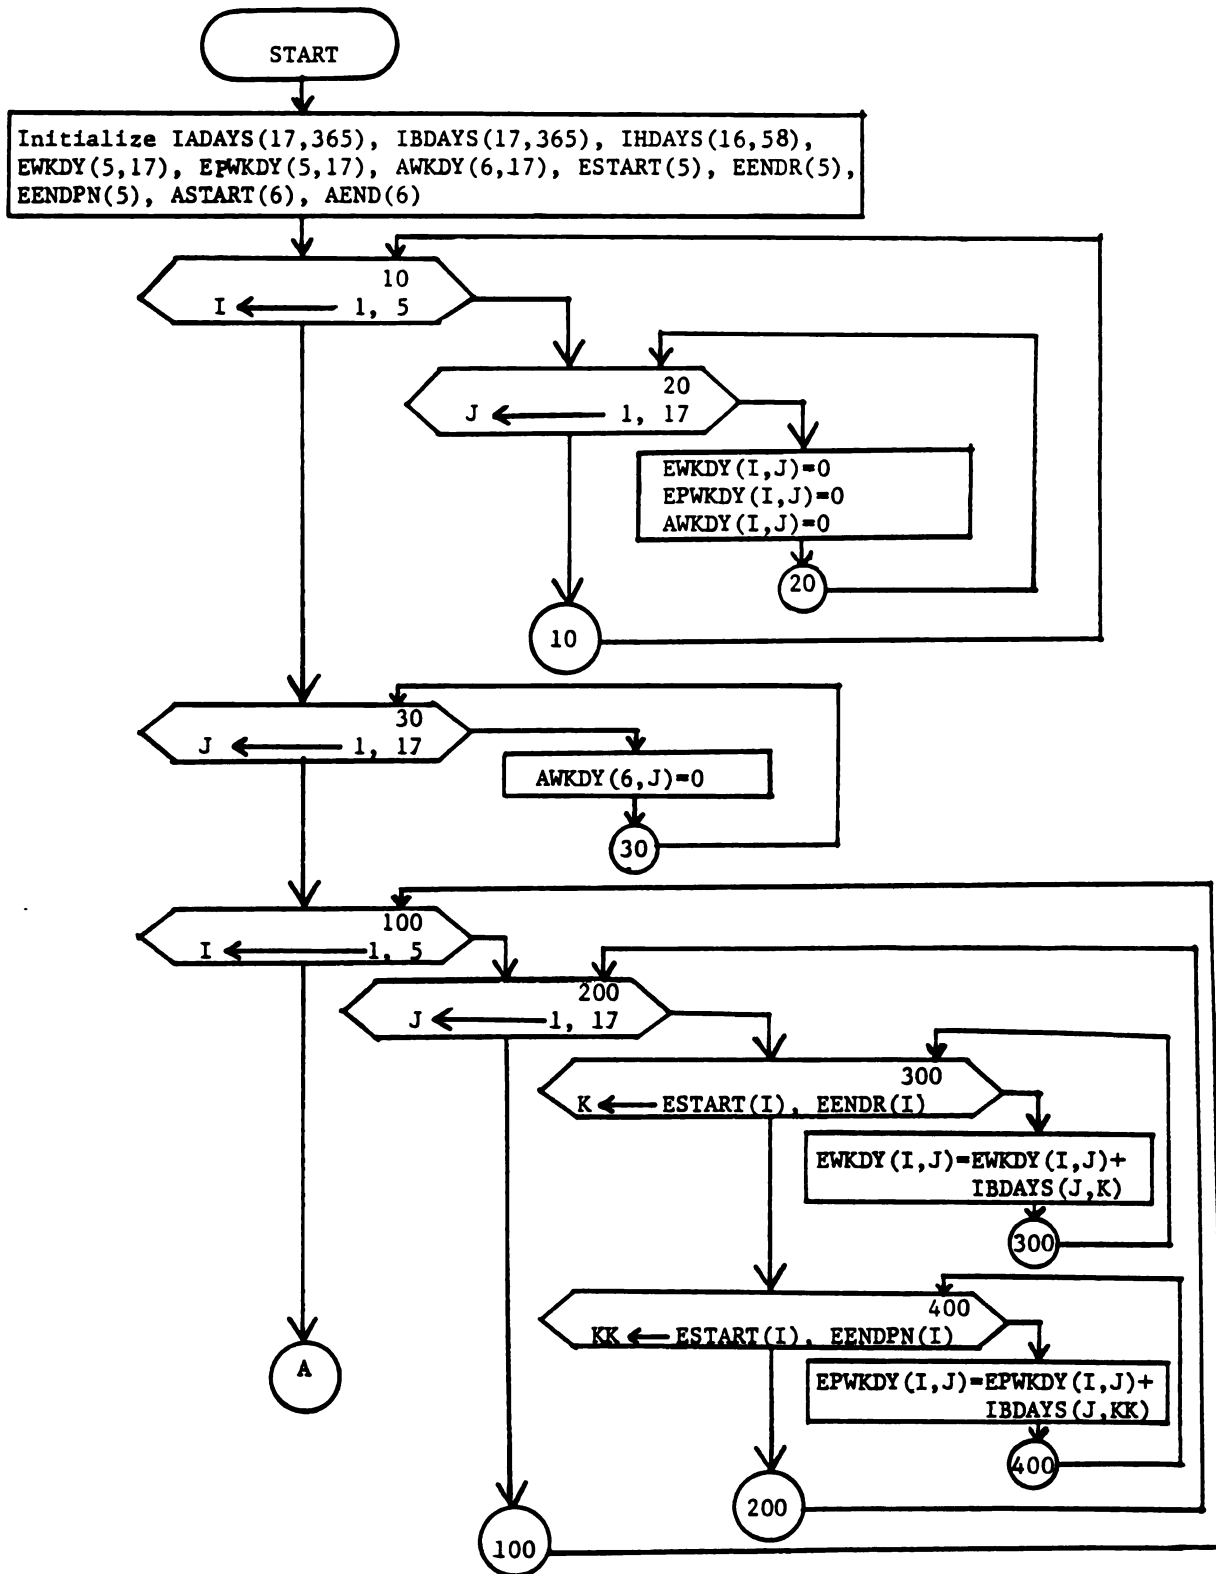 START
Initialize IADAYS(17,365), IBDAYS(17,365), IHDAYS(16,58),
EWKDY(5,17), EPWKDY(5,17), AWKDY(6,17), ESTART(5), EENDR(5),
EENDPN(5), ASTART(6), AEND(6)
10
I ← 1, 5
20
J ← 1, 17
EWKDY(I,J)=0
EPWKDY(I,J)=0
AWKDY(I,J)=0
20
10
30
J ← 1, 17
AWKDY(6,J)=0
30
100
I ← 1, 5
200
J ← 1, 17
300
K ← ESTART(I), EENDR(I)
EWKDY(I,J)=EWKDY(I,J)+
IBDAYS(J,K)
300
400
KK ← ESTART(I), EENDPN(I)
A
EPWKDY(I,J)=EPWKDY(I,J)+
IBDAYS(J,KK)
400
200
100